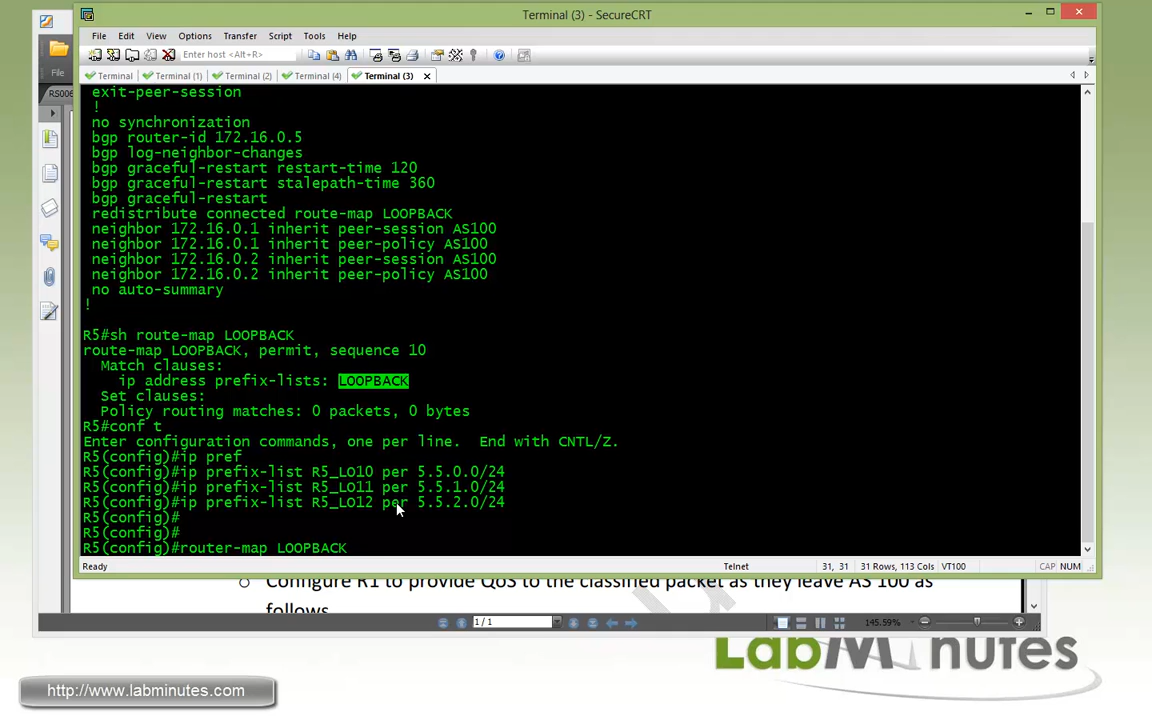 Terminal (3) - SecureCRT
File Edit View Options Transfer Script Tools Help
Enter host <Alt+R>
File
Terminal Terminal (1) Terminal (2) Terminal (4) Terminal (3)
RS006
exit-peer-session
!
no synchronization
bgp router-id 172.16.0.5
bgp log-neighbor-changes
bgp graceful-restart restart-time 120
bgp graceful-restart stalepath-time 360
bgp graceful-restart
redistribute connected route-map LOOPBACK
neighbor 172.16.0.1 inherit peer-session AS100
neighbor 172.16.0.1 inherit peer-policy AS100
neighbor 172.16.0.2 inherit peer-session AS100
neighbor 172.16.0.2 inherit peer-policy AS100
no auto-summary
!
R5#sh route-map LOOPBACK
route-map LOOPBACK, permit, sequence 10
Match clauses:
ip address prefix-lists: LOOPBACK
Set clauses:
Policy routing matches: 0 packets, 0 bytes
R5#conf t
Enter configuration commands, one per line. End with CNTL/Z.
R5(config)#ip pref
R5(config)#ip prefix-list R5_LO10 per 5.5.0.0/24
R5(config)#ip prefix-list R5_LO11 per 5.5.1.0/24
R5(config)#ip prefix-list R5_LO12 per 5.5.2.0/24
R5(config)#
R5(config)#
R5(config)#router-map LOOPBACK
Ready Telnet 31, 31 31 Rows, 113 Cols VT100 CAP NUM
o Configure R1 to provide QoS to the classified packet as they leave AS 100 as
follows
1 / 1 145.59%
LabMinutes
http://www.labminutes.com